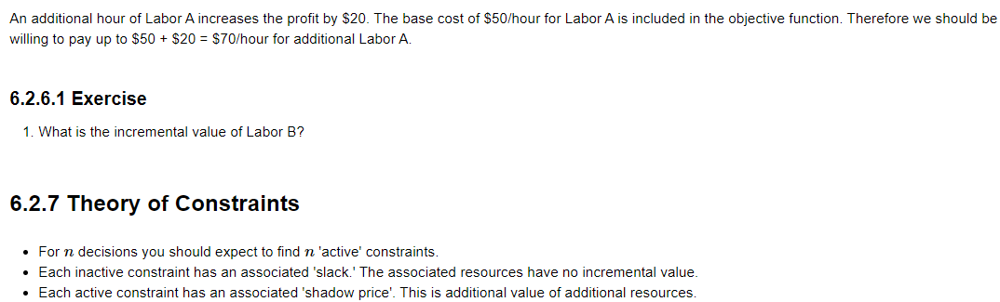 An additional hour of Labor A increases the profit by $20. The base cost of $50/hour for Labor A is included in the objective function. Therefore we should be
willing to pay up to $50 + $20 = $70/hour for additional Labor A.
6.2.6.1 Exercise
1. What is the incremental value of Labor B?
6.2.7 Theory of Constraints
• For n decisions you should expect to find n 'active' constraints.
• Each inactive constraint has an associated 'slack.' The associated resources have no incremental value.
• Each active constraint has an associated 'shadow price'. This is additional value of additional resources.